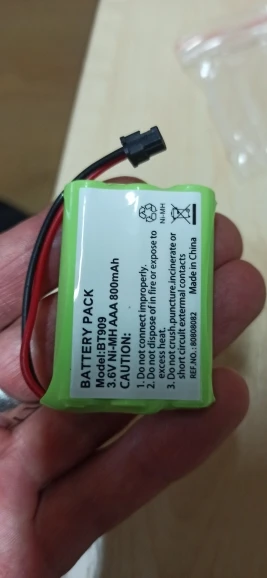 BATTERY PACK
Model:BT909
3.6V Ni-MH AAA 800mAh
CAUTION:
1. Do not connect improperly.
2. Do not dispose of in fire or expose to
excess heat.
3. Do not crush,puncture,incinerate or
short circuit extermal contacts
REF.NO.: 80808082
Made in China
Ni-MH